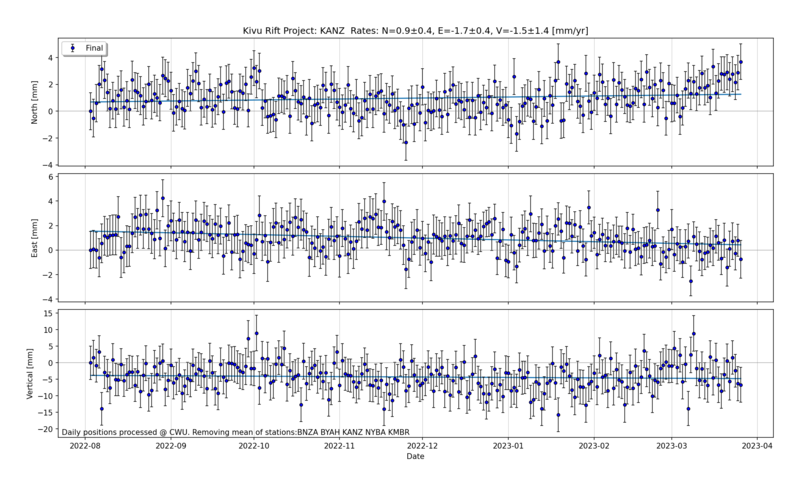 Kivu Rift Project: KANZ  Rates: N=0.9±0.4, E=-1.7±0.4, V=-1.5±1.4 [mm/yr]
Final
North [mm]
4
2
0
−2
−4
East [mm]
6
4
2
0
−2
−4
Vertical [mm]
15
10
5
0
−5
−10
−15
−20
Daily positions processed @ CWU. Removing mean of stations:BNZA BYAH KANZ NYBA KMBR
2022-08 2022-09 2022-10 2022-11 2022-12 2023-01 2023-02 2023-03 2023-04
Date